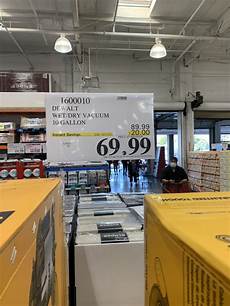 1600010
DEWALT
WET/DRY VACUUM
10 GALLON
89.99
Instant Savings
$20.00
69.99